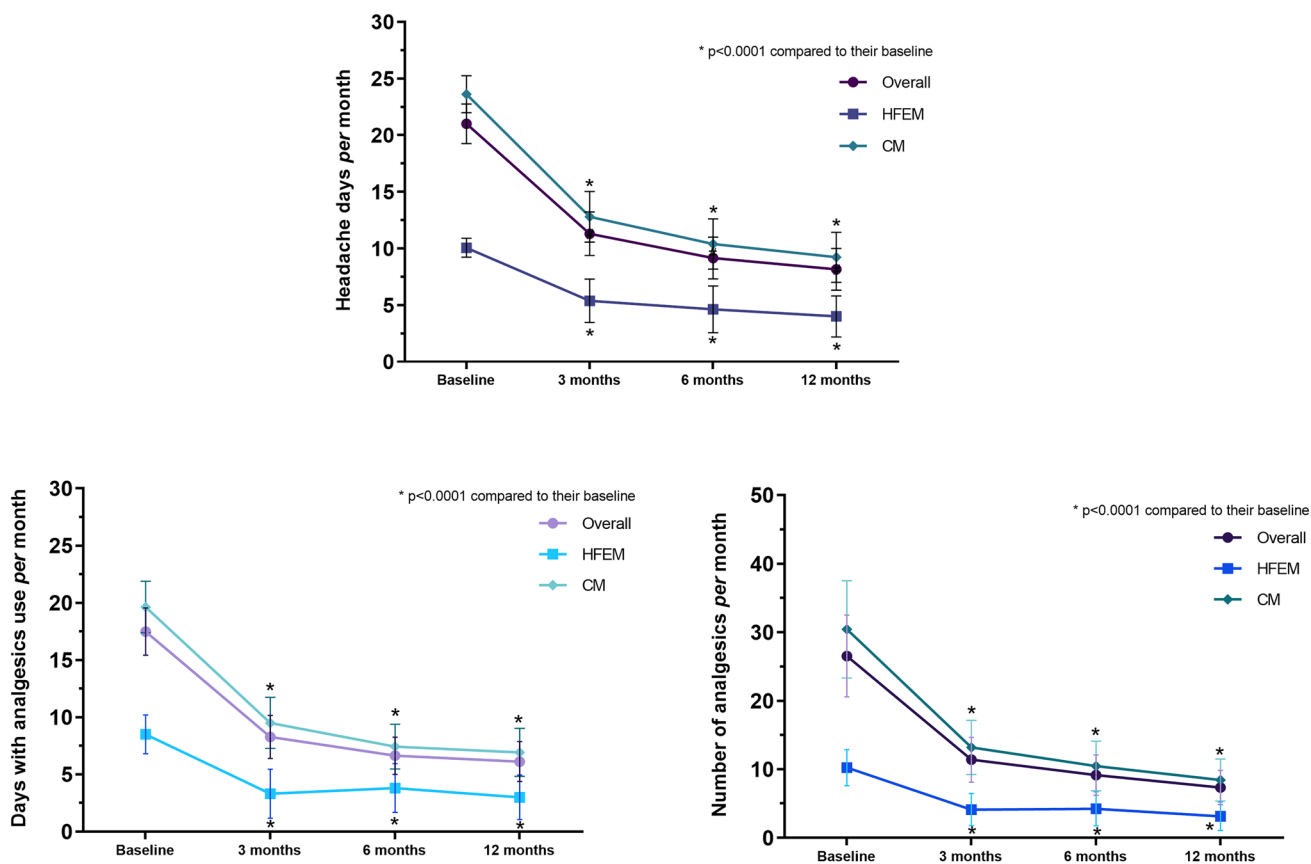 Headache days per month
30
25
20
15
10
5
0
* p<0.0001 compared to their baseline
Overall
HFEM
CM
*
*
*
*
*
*
Baseline
3 months
6 months
12 months
Days with analgesics use per month
30
25
20
15
10
5
0
* p<0.0001 compared to their baseline
Overall
HFEM
CM
*
*
*
*
*
*
Baseline
3 months
6 months
12 months
Number of analgesics per month
50
40
30
20
10
0
* p<0.0001 compared to their baseline
Overall
HFEM
CM
*
*
*
*
*
*
Baseline
3 months
6 months
12 months